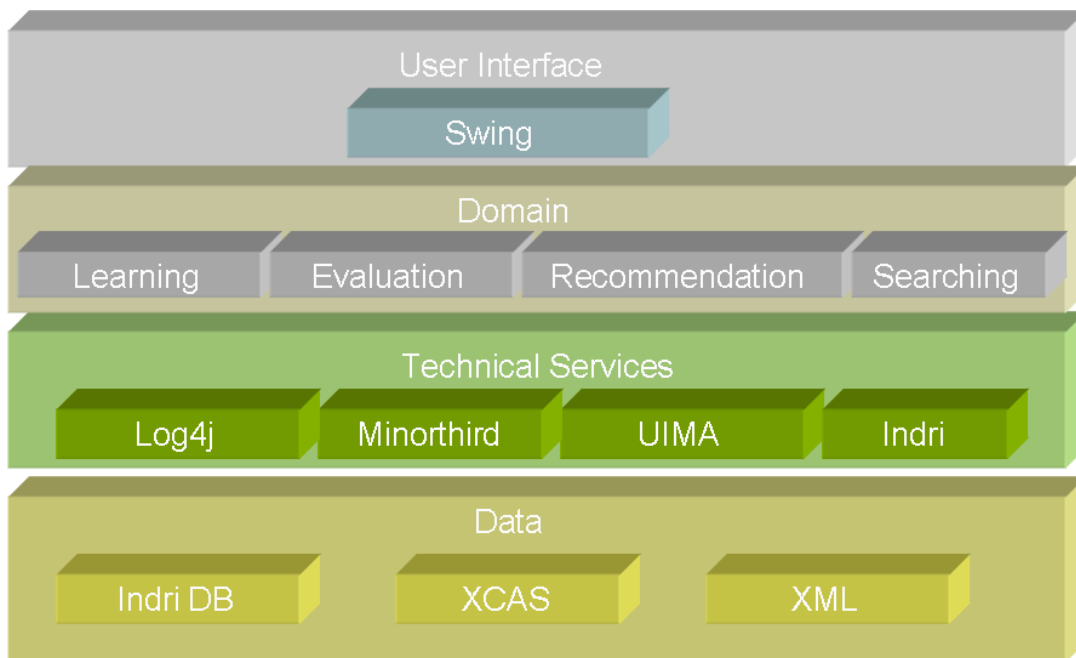 User Interface
Swing
Domain
Learning Evaluation Recommendation Searching
Technical Services
Log4j Minorthird UIMA Indri
Data
Indri DB XCAS XML